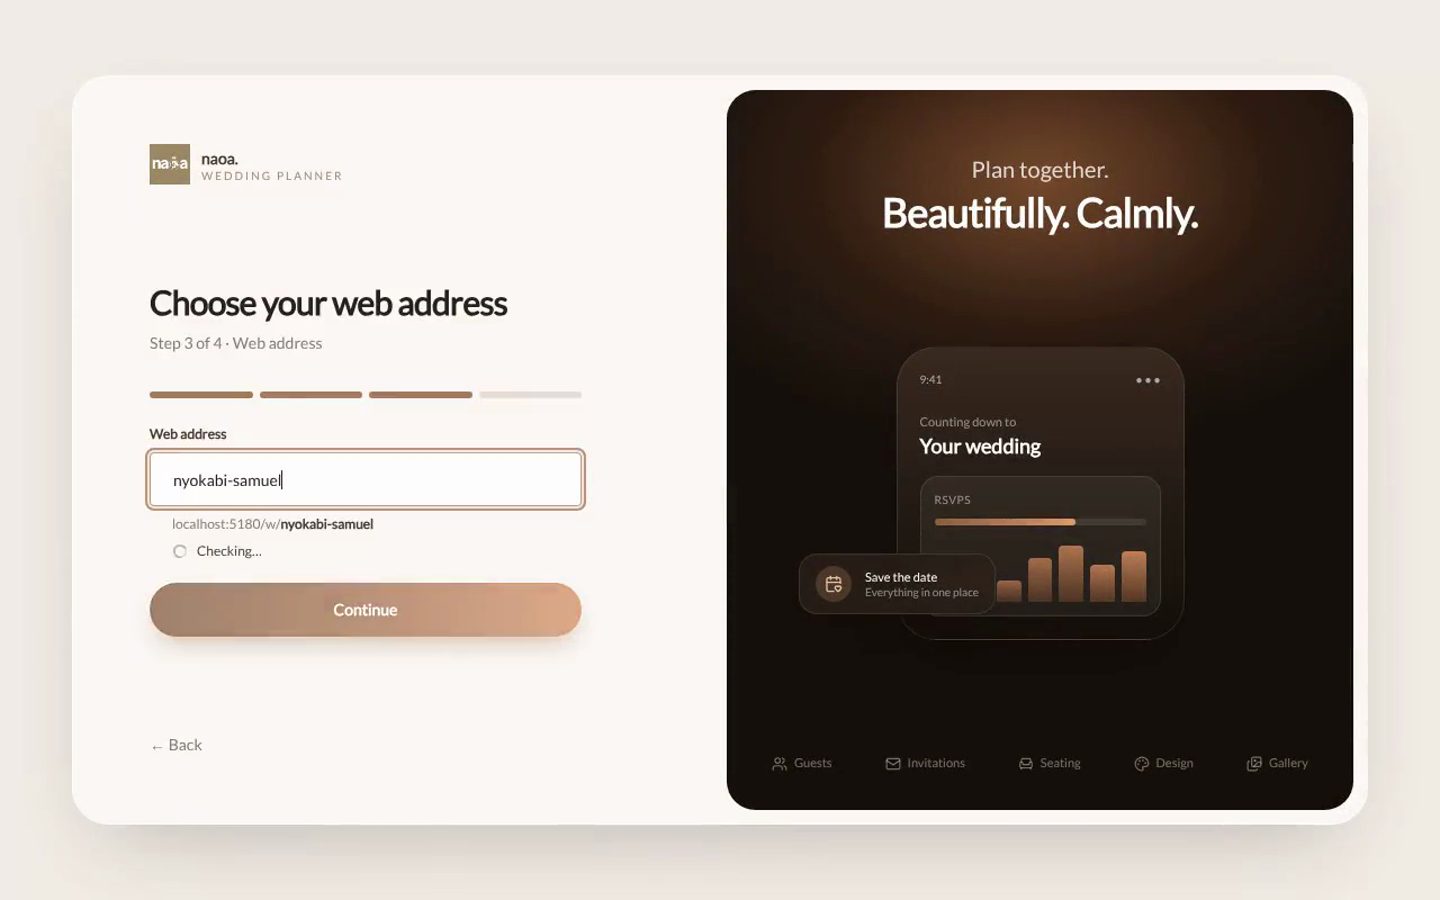 naoa
naoa.
WEDDING PLANNER
Choose your web address
Step 3 of 4 · Web address
Web address
nyokabi-samuel
localhost:5180/w/nyokabi-samuel
Checking...
Continue
← Back
Plan together.
Beautifully. Calmly.
9:41
Counting down to
Your wedding
RSVPS
Save the date
Everything in one place
Guests
Invitations
Seating
Design
Gallery